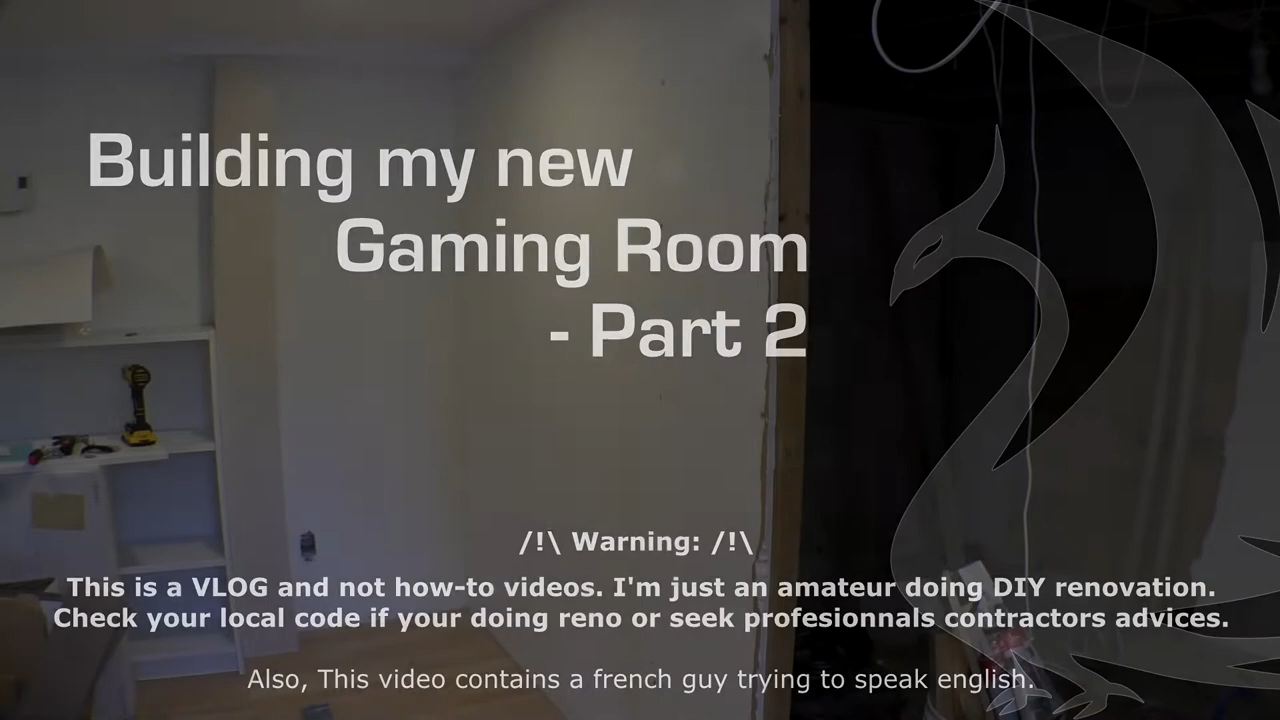 Building my new
Gaming Room
- Part 2
/!\ Warning: /!\
This is a VLOG and not how-to videos. I'm just an amateur doing DIY renovation.
Check your local code if your doing reno or seek profesionnals contractors advices.
Also, This video contains a french guy trying to speak english.